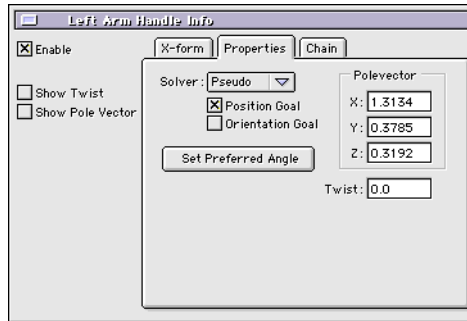 Left Arm Handle Info
Enable
X-form Properties Chain
Solver: Pseudo
Polevector
Show Twist
Show Pole Vector
Position Goal
Orientation Goal
X: 1.3134
Y: 0.3785
Z: 0.3192
Set Preferred Angle
Twist: 0.0